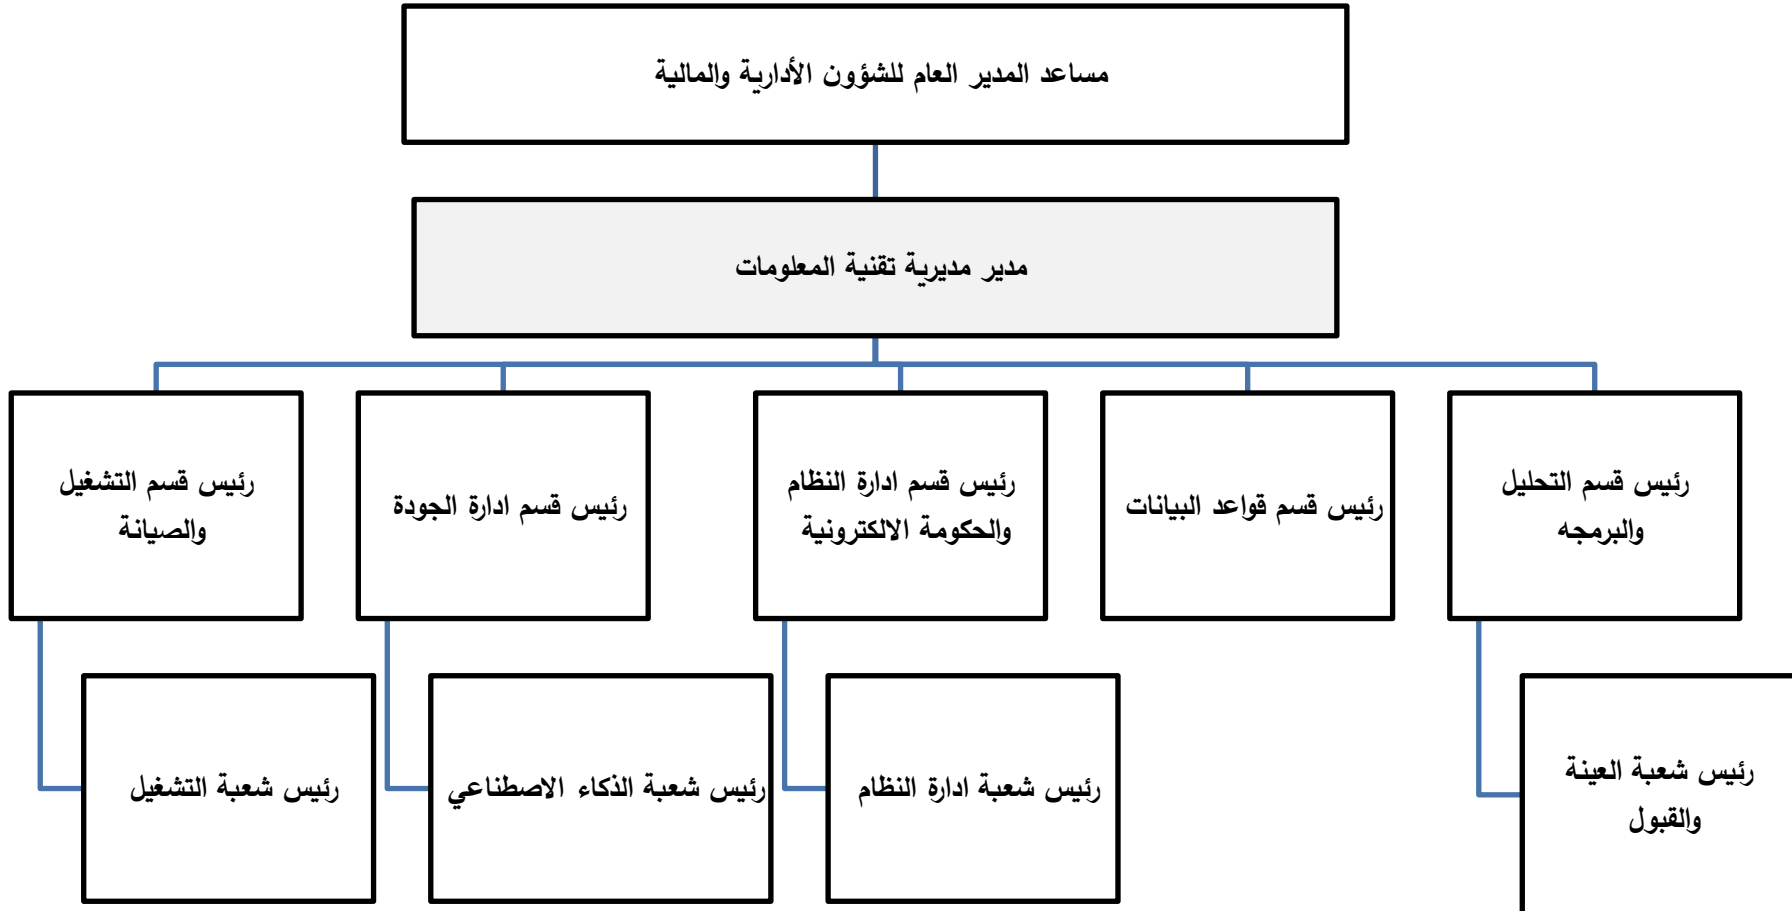 مساعد المدير العام للشؤون الأدارية والمالية
مدير مديرية تقنية المعلومات
رئيس قسم التحليل
والبرمجه
رئيس قسم قواعد البيانات
رئيس قسم ادارة النظام
والحكومة الالكترونية
رئيس قسم ادارة الجودة
رئيس قسم التشغيل
والصيانة
رئيس شعبة العينة
والقبول
رئيس شعبة ادارة النظام
رئيس شعبة الذكاء الاصطناعي
رئيس شعبة التشغيل